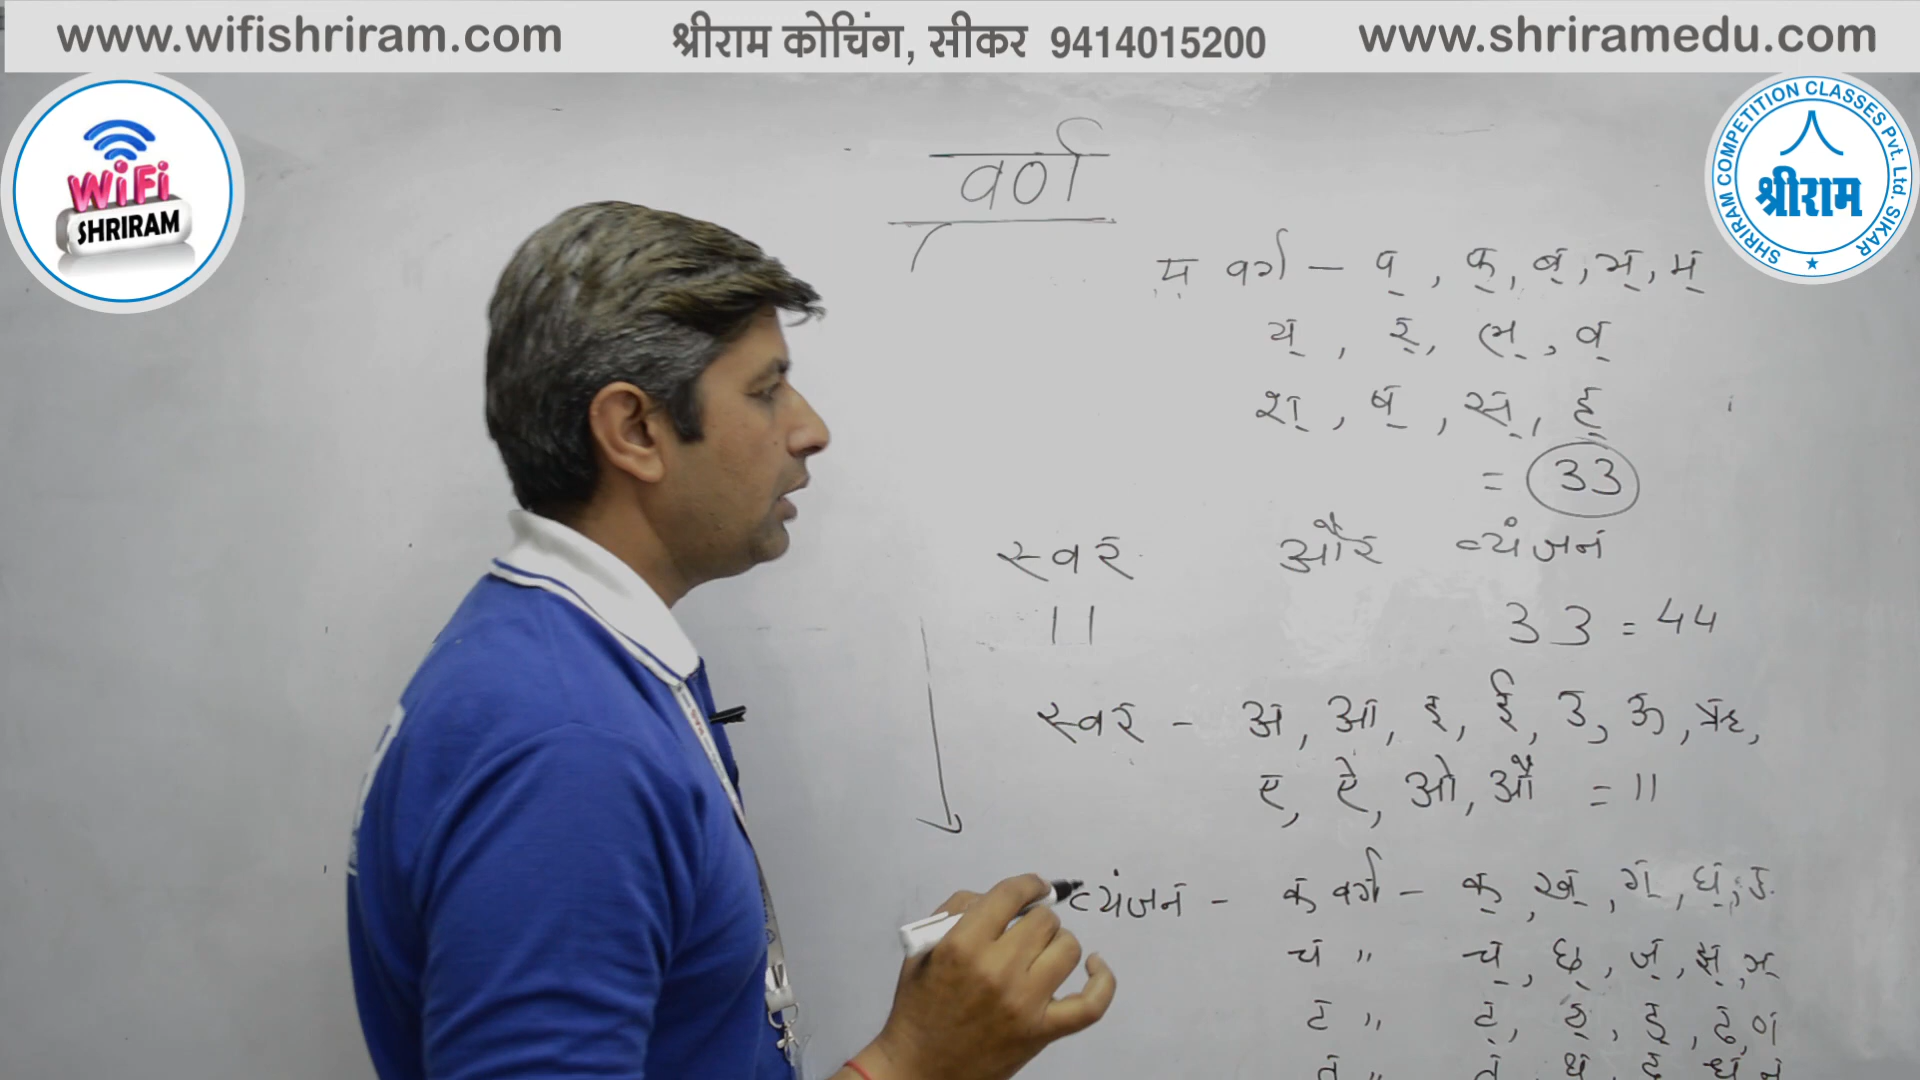 www.wifishriram.com श्रीराम कोचिंग, सीकर 9414015200 www.shriramedu.com
WiFi
SHRIRAM
SHRIRAM COMPETITION CLASSES Pvt. Ltd. SIKAR
श्रीराम
वर्ण
प वर्ग – प् , फ्, ब्, भ्, म्
य् , र्, ल्, व्
श् , ष् , स्, ह्
= 33
स्वर और व्यंजन
11 33 = 44
स्वर – अ, आ, इ, ई, उ, ऊ, ऋ,
ए, ऐ, ओ, औ = 11
व्यंजन – क वर्ग – क्, ख्, ग्, घ्, ङ
च " च्, छ्, ज्, झ्, ञ्
ट " ट्, ठ्, ड्, ढ्, ण
त " त्, थ्, द्, ध्, न्